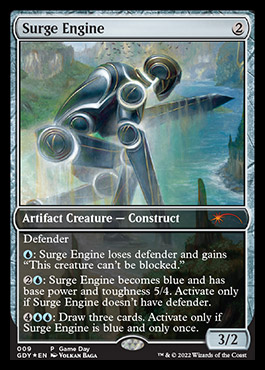 Surge Engine 2
Artifact Creature — Construct
Defender
: Surge Engine loses defender and gains
“This creature can't be blocked.”
2: Surge Engine becomes blue and has
base power and toughness 5/4. Activate only
if Surge Engine doesn't have defender.
4: Draw three cards. Activate only if
Surge Engine is blue and only once.
3/2
009 P Game Day
GDY★EN VOLKAN BAGA ™ & © 2022 Wizards of the Coast